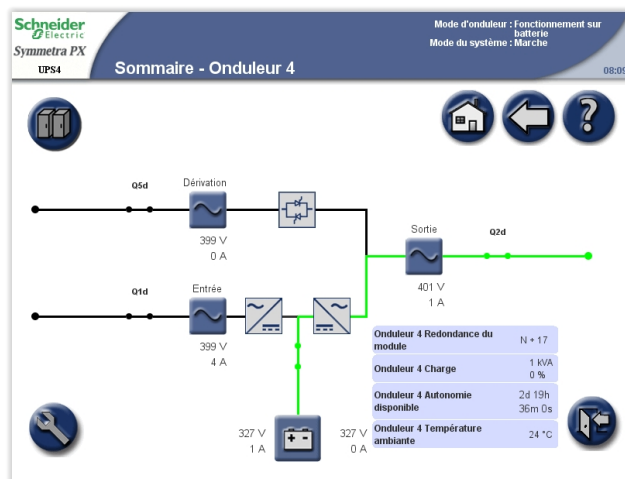 Schneider
Electric
Symmetra PX
UPS4
Sommaire - Onduleur 4
Mode d'onduleur : Fonctionnement sur
batterie
Mode du système : Marche
08:09
Q5d
Dérivation
399 V
0 A
Sortie
Q2d
401 V
1 A
Q1d
Entrée
399 V
4 A
Onduleur 4 Redondance du
module
N + 17
Onduleur 4 Charge
1 kVA
0 %
Onduleur 4 Autonomie
disponible
2d 19h
36m 0s
Onduleur 4 Température
ambiante
24 °C
327 V
1 A
327 V
0 A